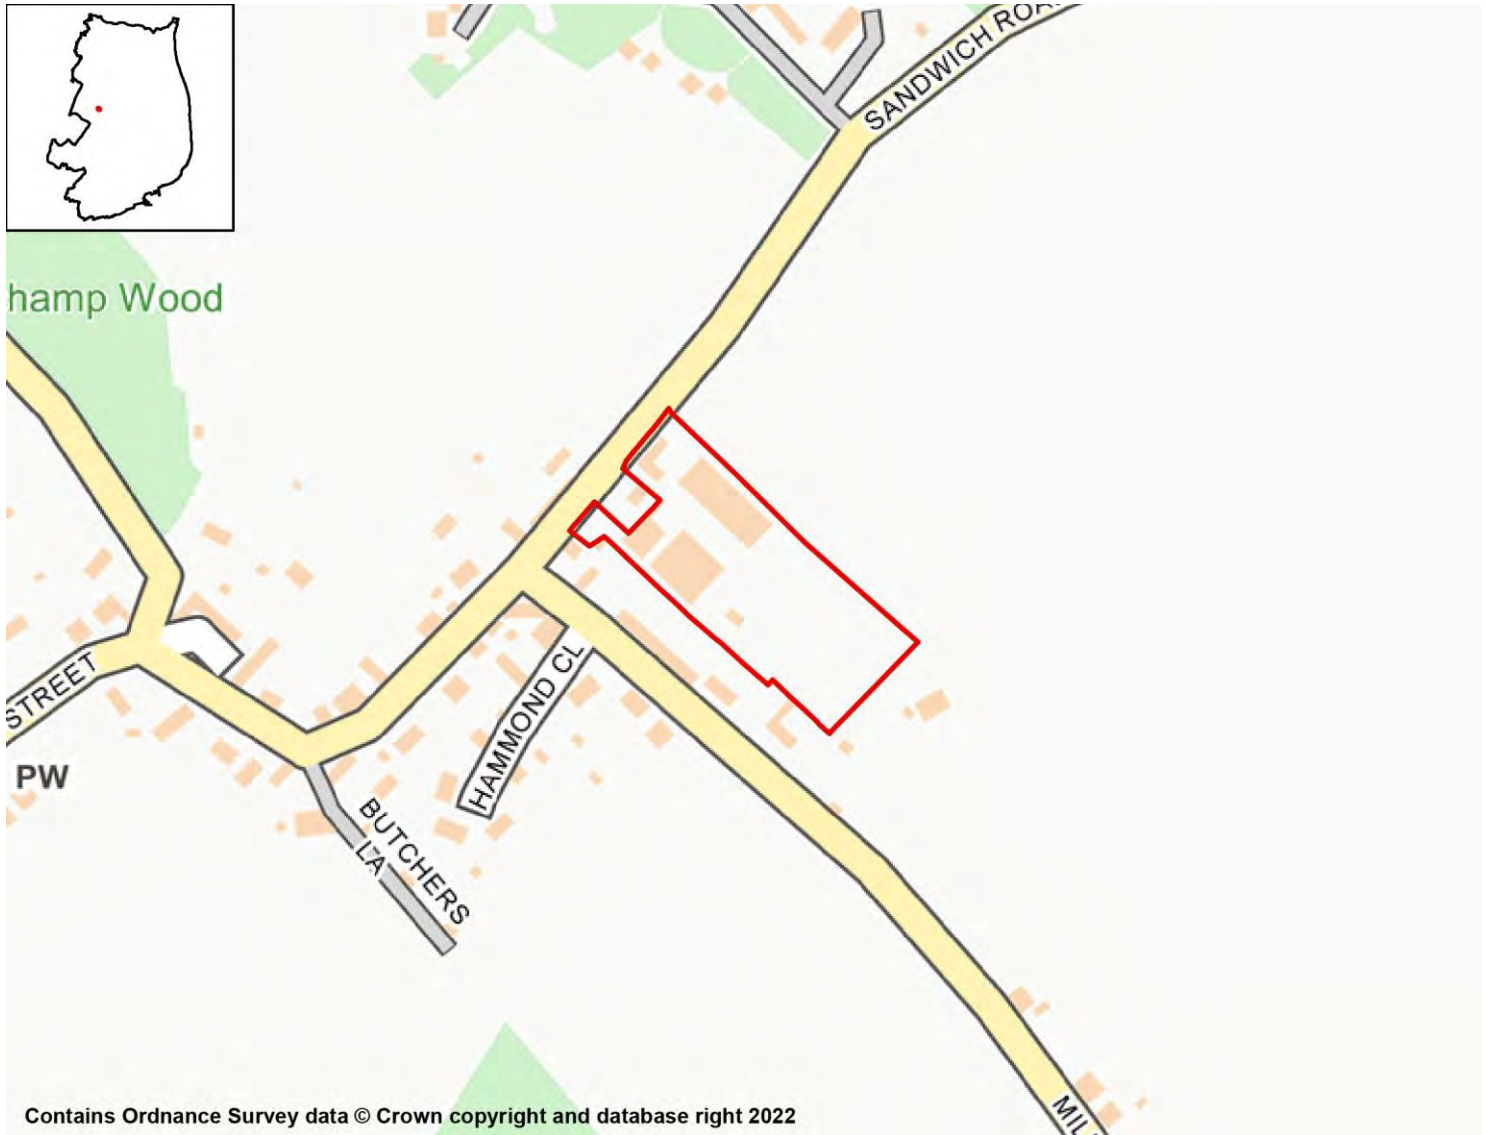 SANDWICH ROA
hamp Wood
STREET
PW
HAMMOND CL
BUTCHERS
LA
MIL
Contains Ordnance Survey data © Crown copyright and database right 2022